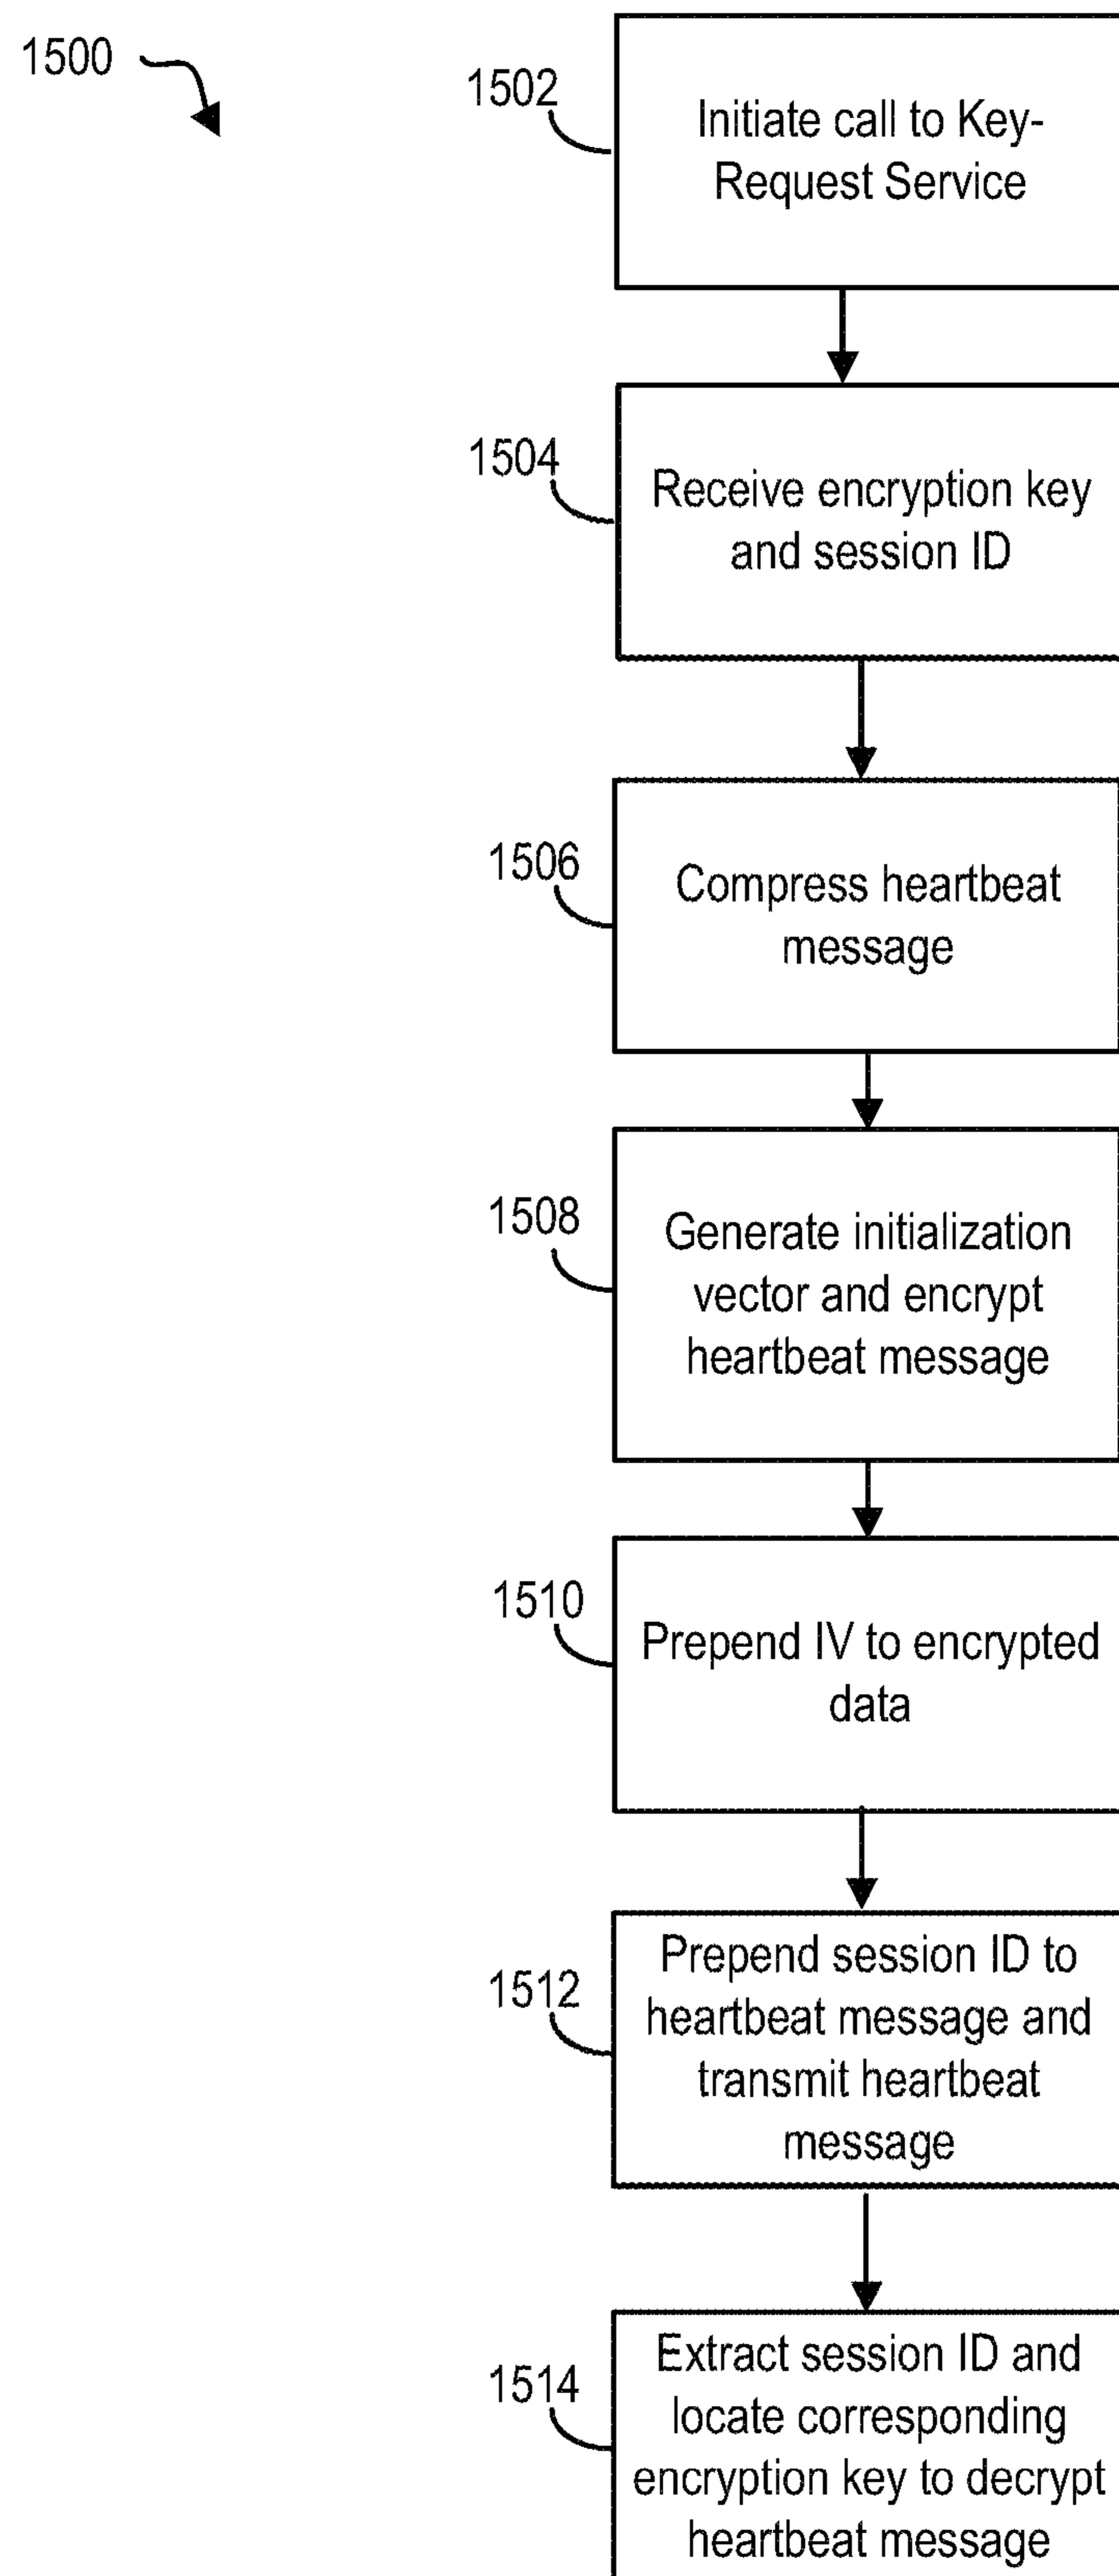 1500
1502
Initiate call to Key-
Request Service
1504
Receive encryption key
and session ID
1506
Compress heartbeat
message
1508
Generate initialization
vector and encrypt
heartbeat message
1510
Prepend IV to encrypted
data
1512
Prepend session ID to
heartbeat message and
transmit heartbeat
message
1514
Extract session ID and
locate corresponding
encryption key to decrypt
heartbeat message